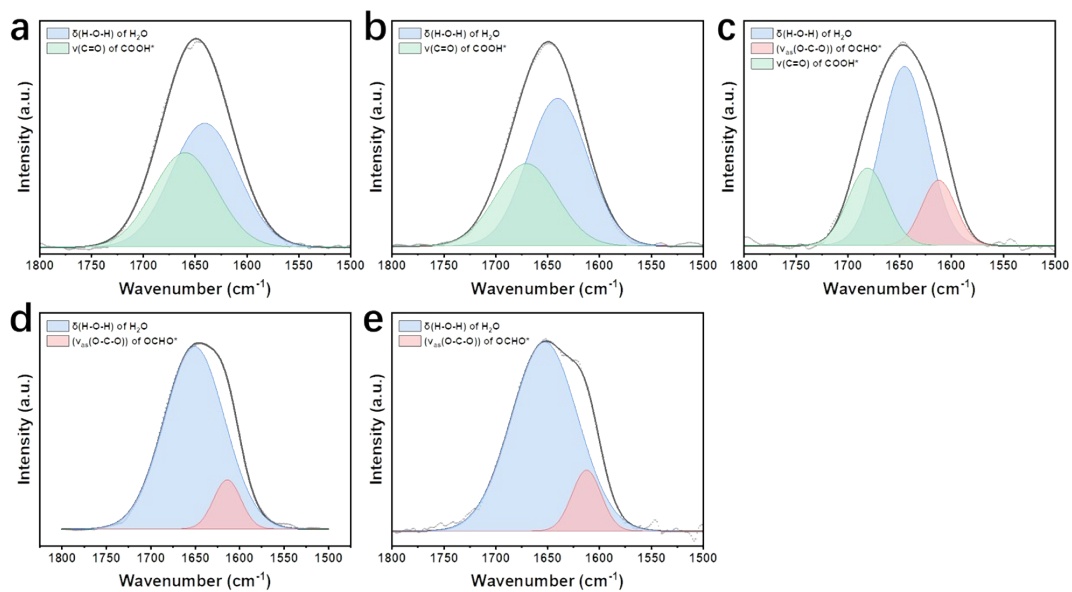 a
δ(H-O-H) of H₂O
ν(C=O) of COOH*
Intensity (a.u.)
1800 1750 1700 1650 1600 1550 1500
Wavenumber (cm⁻¹)
b
δ(H-O-H) of H₂O
ν(C=O) of COOH*
Intensity (a.u.)
1800 1750 1700 1650 1600 1550 1500
Wavenumber (cm⁻¹)
c
δ(H-O-H) of H₂O
(νas(O-C-O)) of OCHO*
ν(C=O) of COOH*
Intensity (a.u.)
1800 1750 1700 1650 1600 1550 1500
Wavenumber (cm⁻¹)
d
δ(H-O-H) of H₂O
(νas(O-C-O)) of OCHO*
Intensity (a.u.)
1800 1750 1700 1650 1600 1550 1500
Wavenumber (cm⁻¹)
e
δ(H-O-H) of H₂O
(νas(O-C-O)) of OCHO*
Intensity (a.u.)
1800 1750 1700 1650 1600 1550 1500
Wavenumber (cm⁻¹)